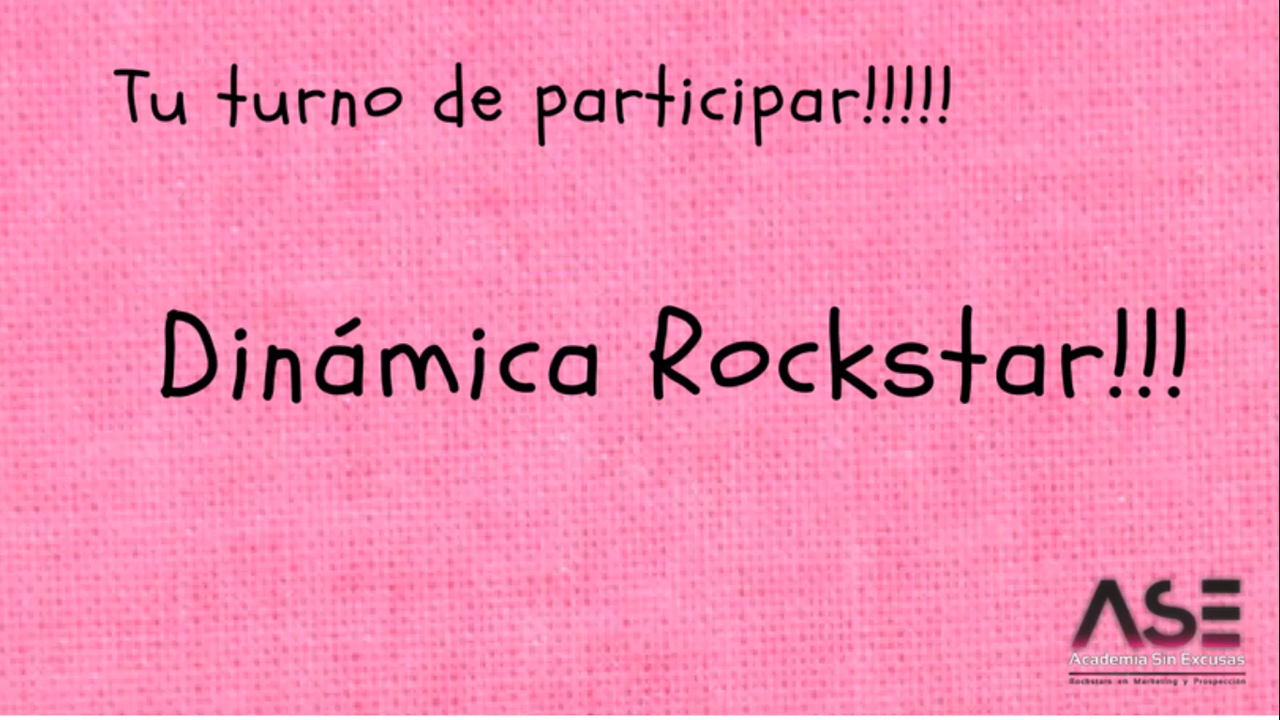 Tu turno de participar!!!!!
Dinámica Rockstar!!!
ASE
Academia Sin Excusas
Rockstars en Marketing y Prospección